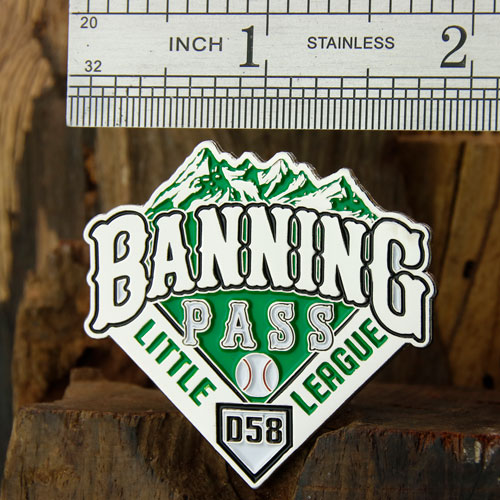 20
INCH 1 STAINLESS 2
32
BANNING
PASS
LITTLE LEAGUE
D58